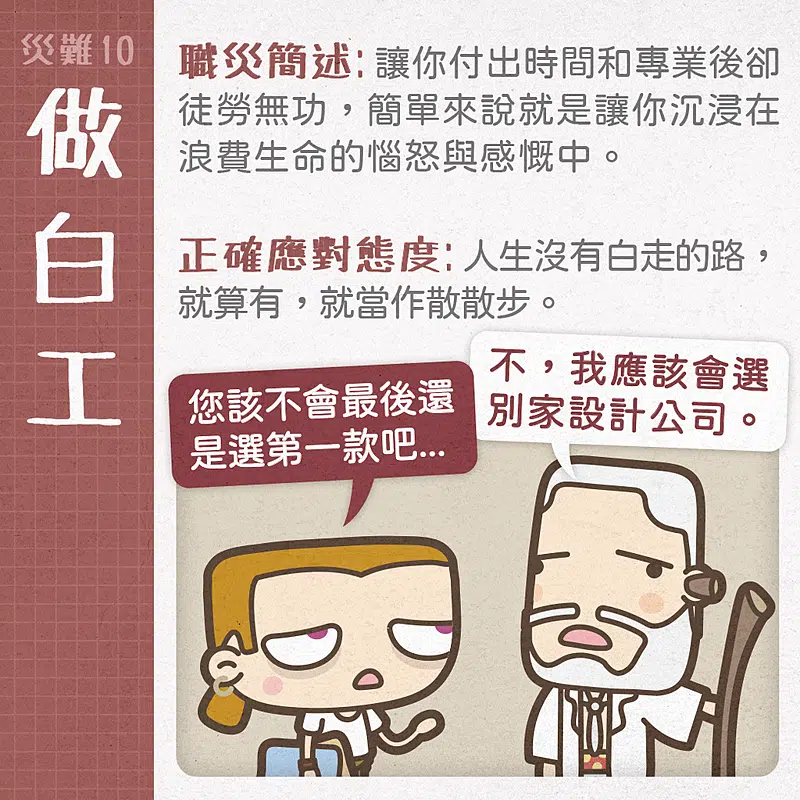 災難10
做白工
職災簡述:讓你付出時間和專業後卻
徒勞無功，簡單來說就是讓你沉浸在
浪費生命的惱怒與感慨中。
正確應對態度:人生沒有白走的路，
就算有，就當作散散步。
您該不會最後還
是選第一款吧...
不，我應該會選
別家設計公司。